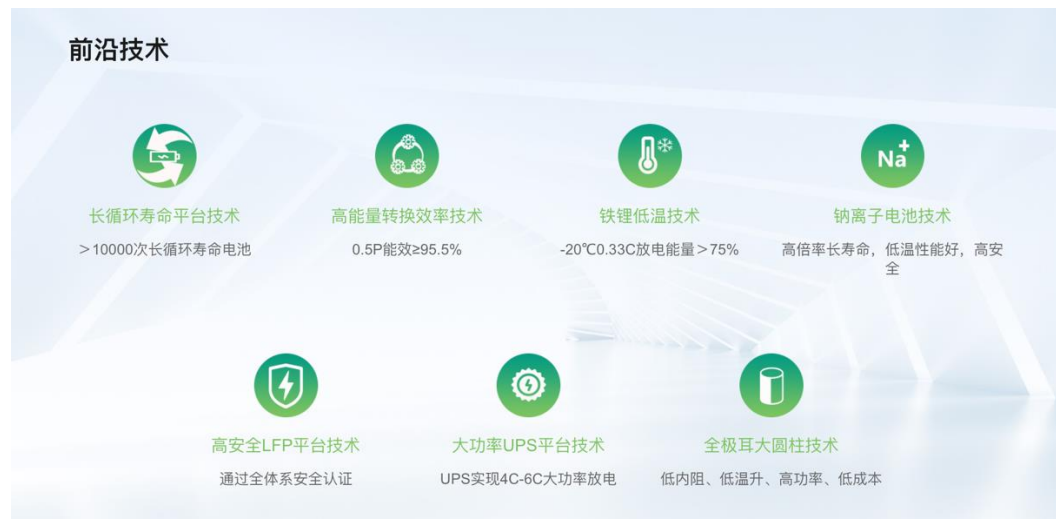 前沿技术
Na+
长循环寿命平台技术
高能量转换效率技术
铁锂低温技术
钠离子电池技术
＞10000次长循环寿命电池
0.5P能效≥95.5%
-20℃0.33C放电能量＞75%
高倍率长寿命，低温性能好，高安
全
高安全LFP平台技术
大功率UPS平台技术
全极耳大圆柱技术
通过全体系安全认证
UPS实现4C-6C大功率放电
低内阻、低温升、高功率、低成本